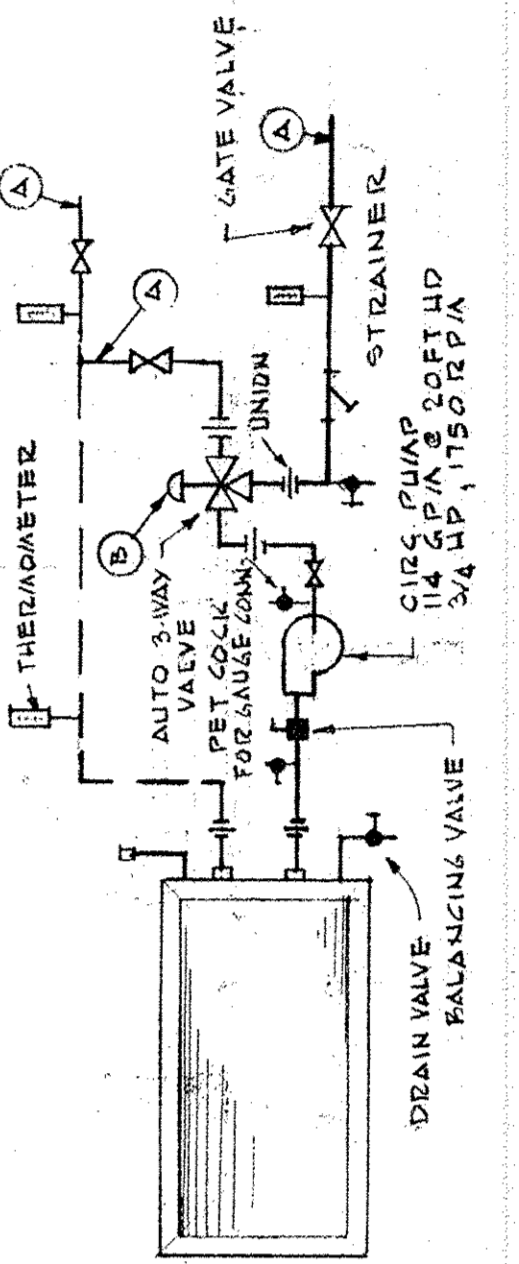 THERMOMETER
A
A
B
AUTO 3-WAY
VALVE
PET COCK
FOR GAUGE CONN.
UNION
GATE VALVE
A
STRAINER
CIRC PUMP
114 GPM @ 20FT HD
3/4 HP, 1750 RPM
DRAIN VALVE
BALANCING VALVE